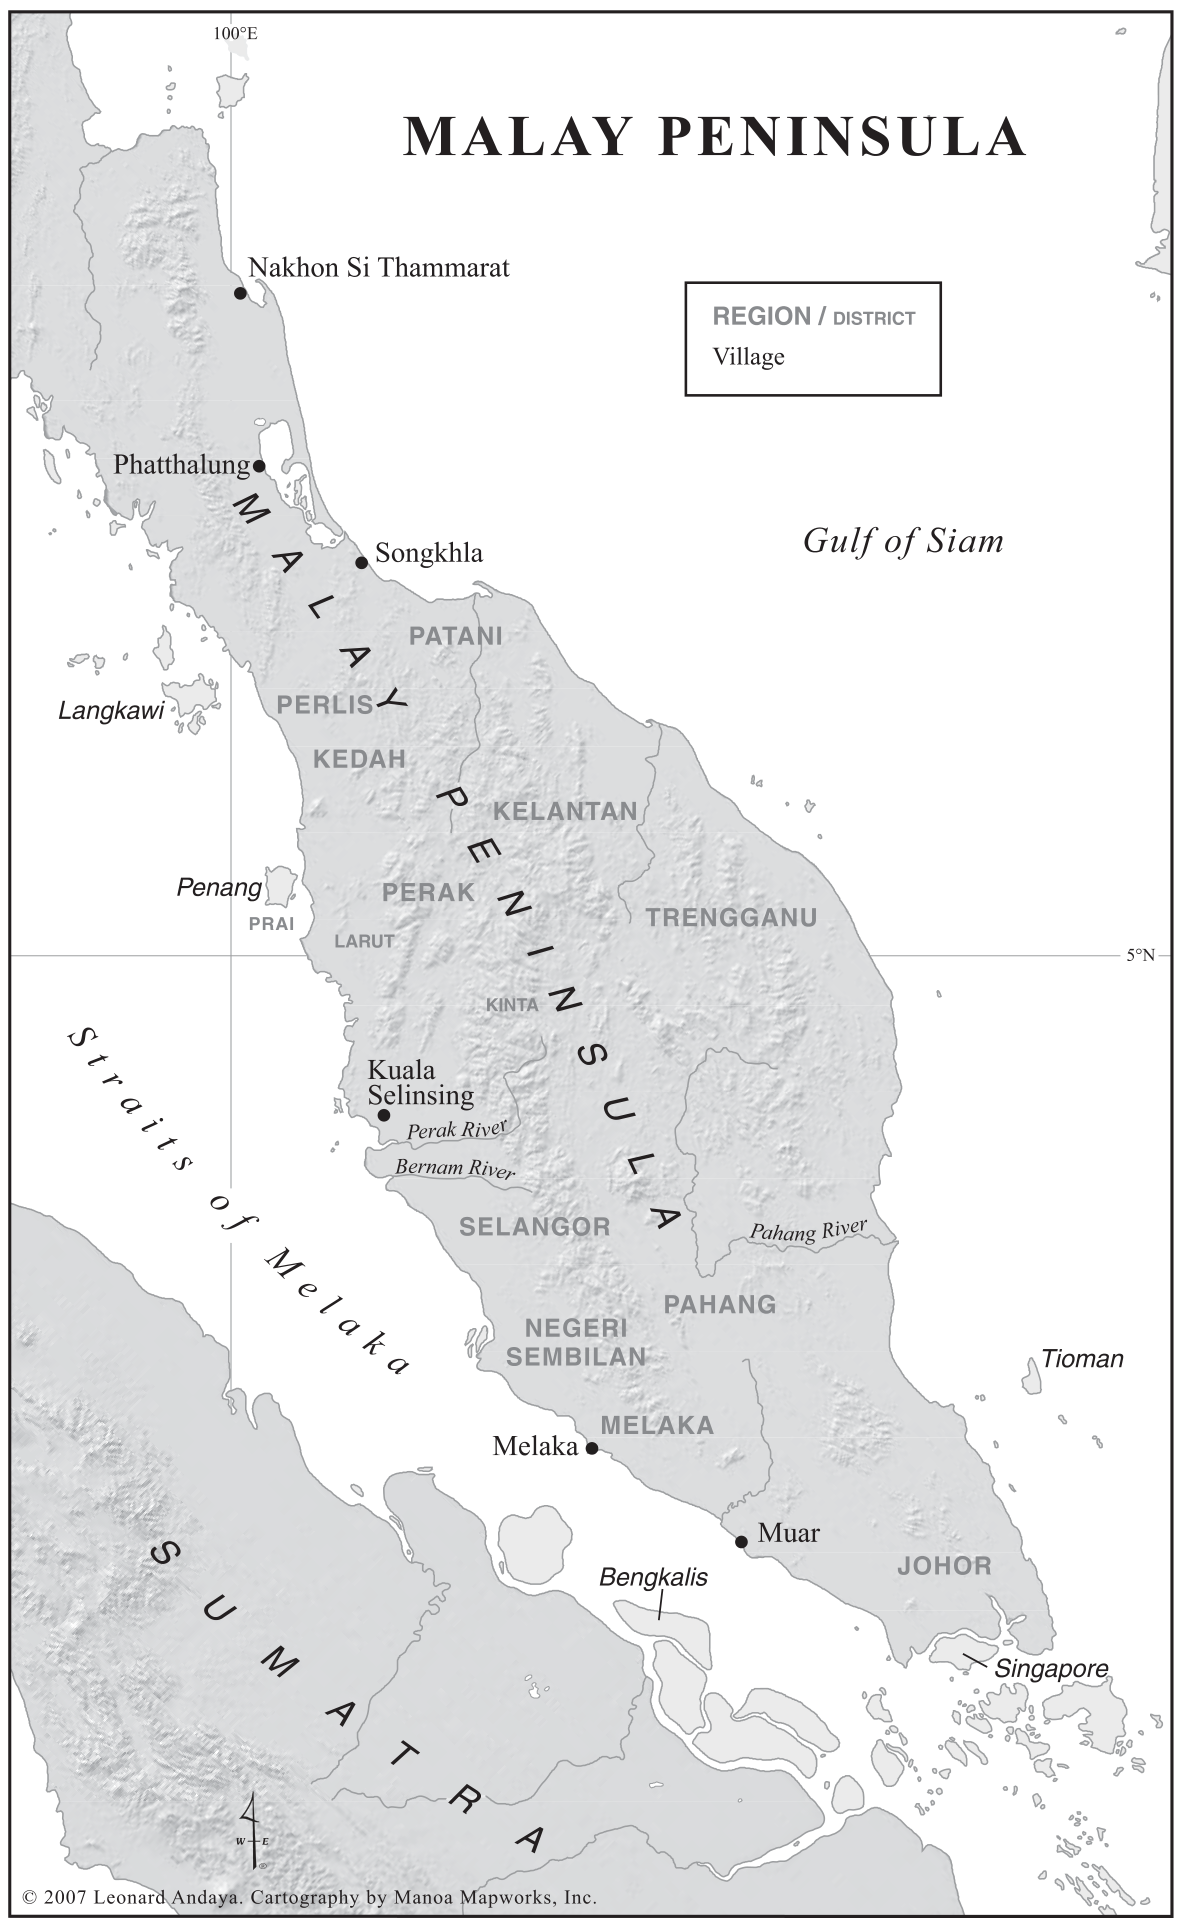 100°E
MALAY PENINSULA
Nakhon Si Thammarat
REGION / DISTRICT
Village
Phatthalung
Gulf of Siam
Songkhla
MALAY PENINSULA
PATANI
PERLIS
Langkawi
KEDAH
KELANTAN
Penang
PERAK
PRAI
TRENGGANU
LARUT
5°N
KINTA
Straits of Melaka
Kuala
Selinsing
Perak River
Bernam River
SELANGOR
Pahang River
PAHANG
NEGERI
SEMBILAN
Tioman
MELAKA
Melaka
Muar
JOHOR
Bengkalis
SUMATRA
Singapore
W E
© 2007 Leonard Andaya. Cartography by Manoa Mapworks, Inc.